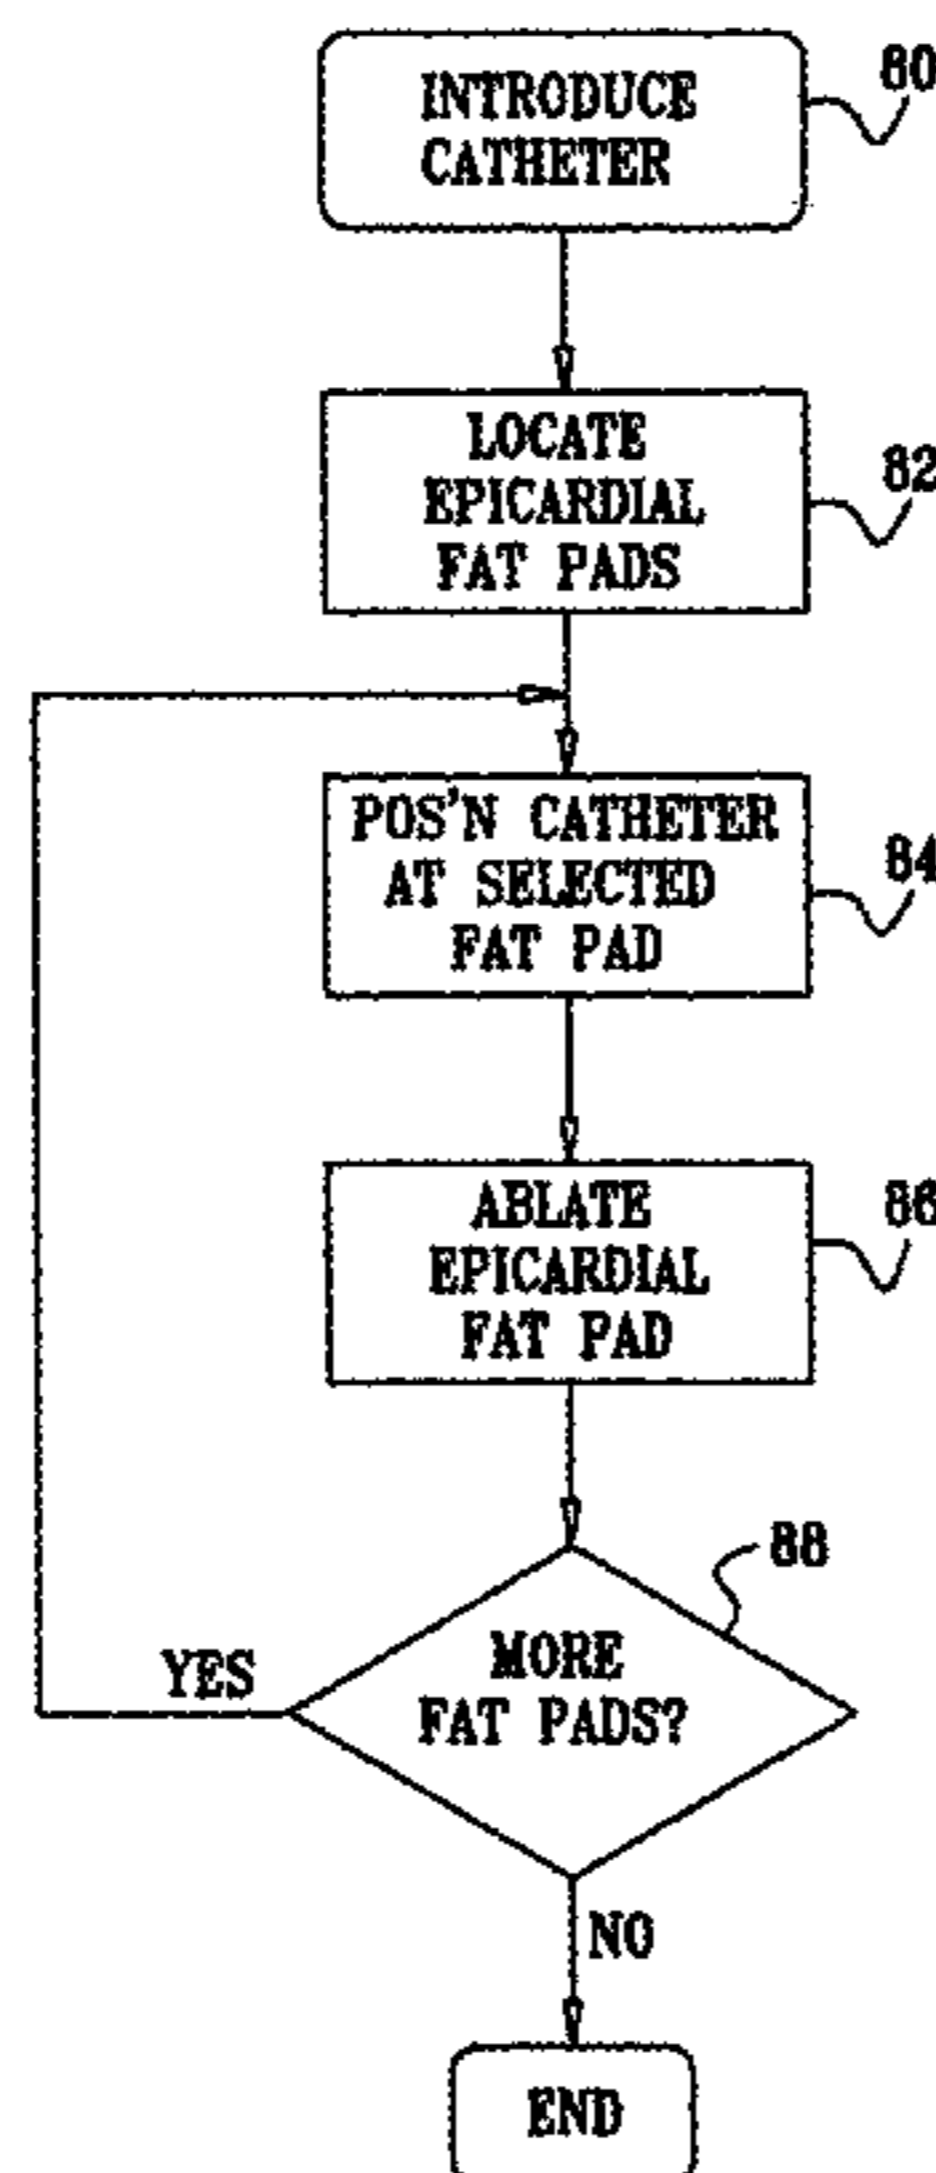 INTRODUCE
CATHETER
80
LOCATE
EPICARDIAL
FAT PADS
82
POS'N CATHETER
AT SELECTED
FAT PAD
84
ABLATE
EPICARDIAL
FAT PAD
86
88
MORE
FAT PADS?
YES
NO
END